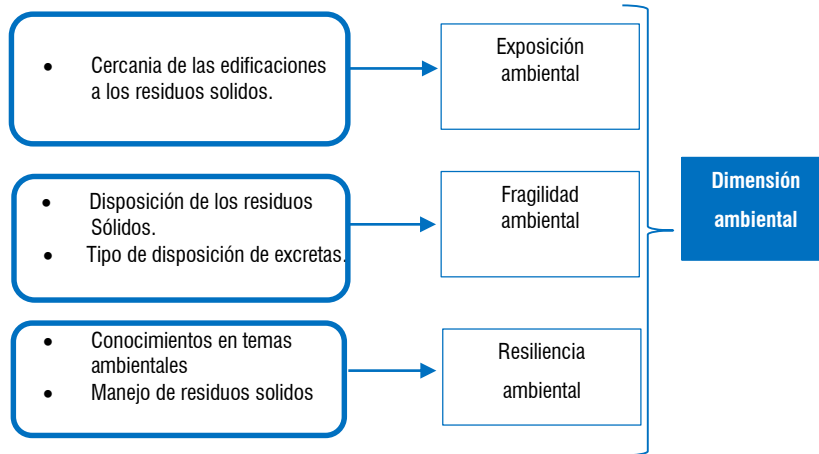 • Cercania de las edificaciones
a los residuos solidos.
Exposición
ambiental
• Disposición de los residuos
Sólidos.
• Tipo de disposición de excretas.
Fragilidad
ambiental
• Conocimientos en temas
ambientales
• Manejo de residuos solidos
Resiliencia
ambiental
Dimensión
ambiental